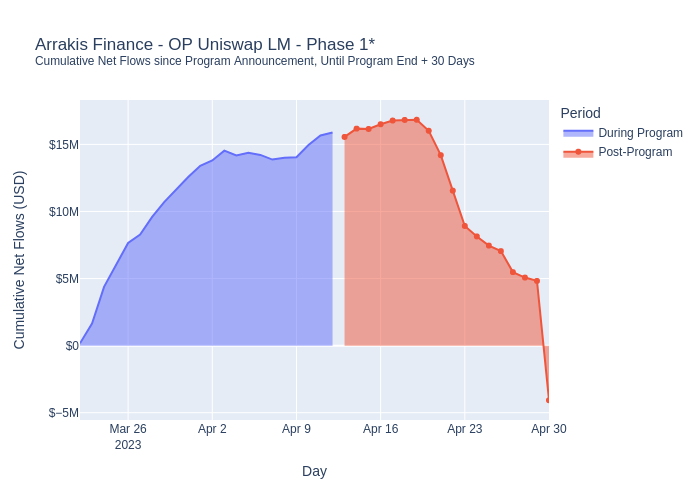 Arrakis Finance - OP Uniswap LM - Phase 1*
Cumulative Net Flows since Program Announcement, Until Program End + 30 Days
Period
During Program
Post-Program
Cumulative Net Flows (USD)
$15M
$10M
$5M
$0
$−5M
Mar 26
2023
Apr 2
Apr 9
Apr 16
Apr 23
Apr 30
Day